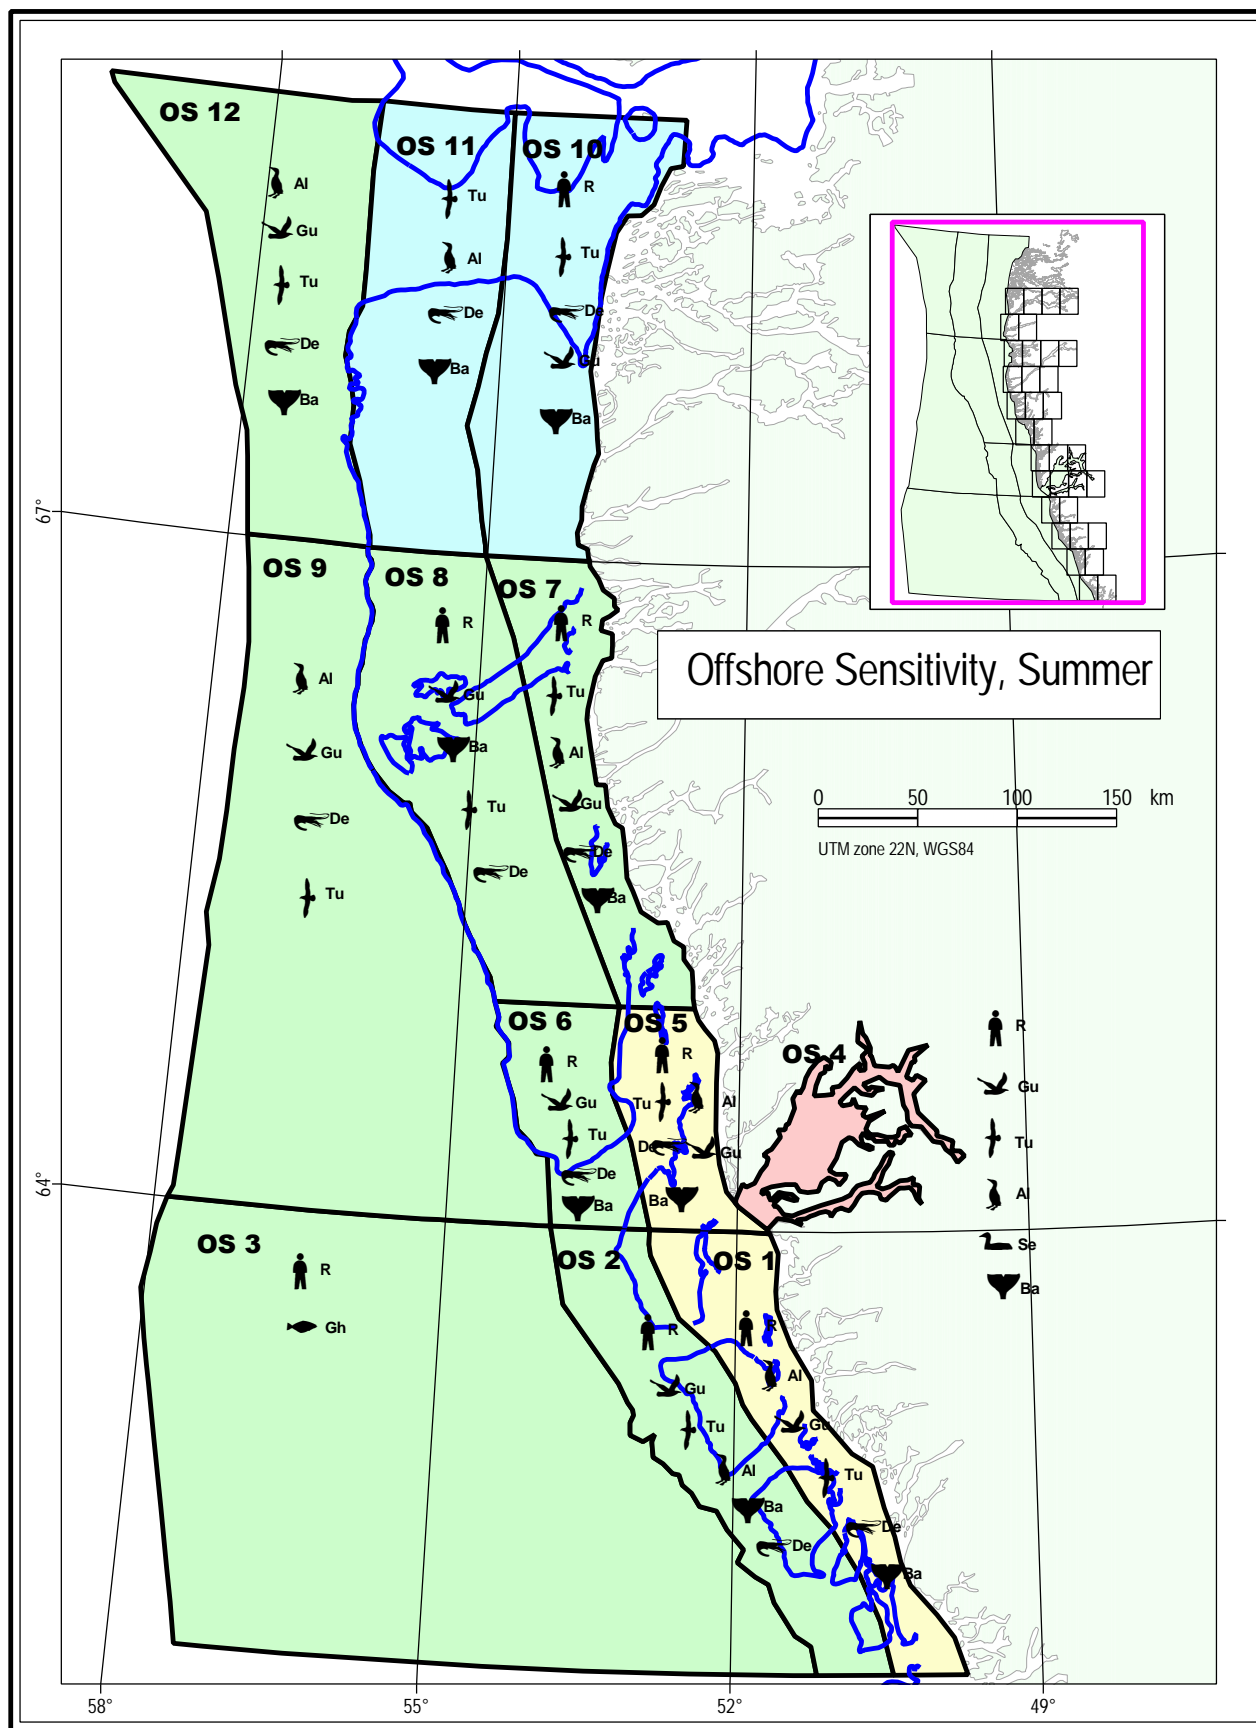 OS 12
OS 11
OS 10
Al
Gu
Tu
De
Ba
Tu
Al
De
Ba
R
Tu
De
Gu
Ba
67°
OS 9
OS 8
OS 7
Al
Gu
De
Tu
R
Gu
Ba
Tu
De
R
Tu
Al
Gu
De
Ba
Offshore Sensitivity, Summer
0 50 100 150 km
UTM zone 22N, WGS84
OS 6
OS 5
OS 4
R
Gu
Tu
De
Ba
R
Tu
Al
De
Gu
Ba
R
Gu
Tu
Al
Se
Ba
64°
OS 3
OS 2
OS 1
R
Gh
R
Gu
Tu
Al
Ba
De
R
Al
Gu
Tu
De
Ba
58° 55° 52° 49°